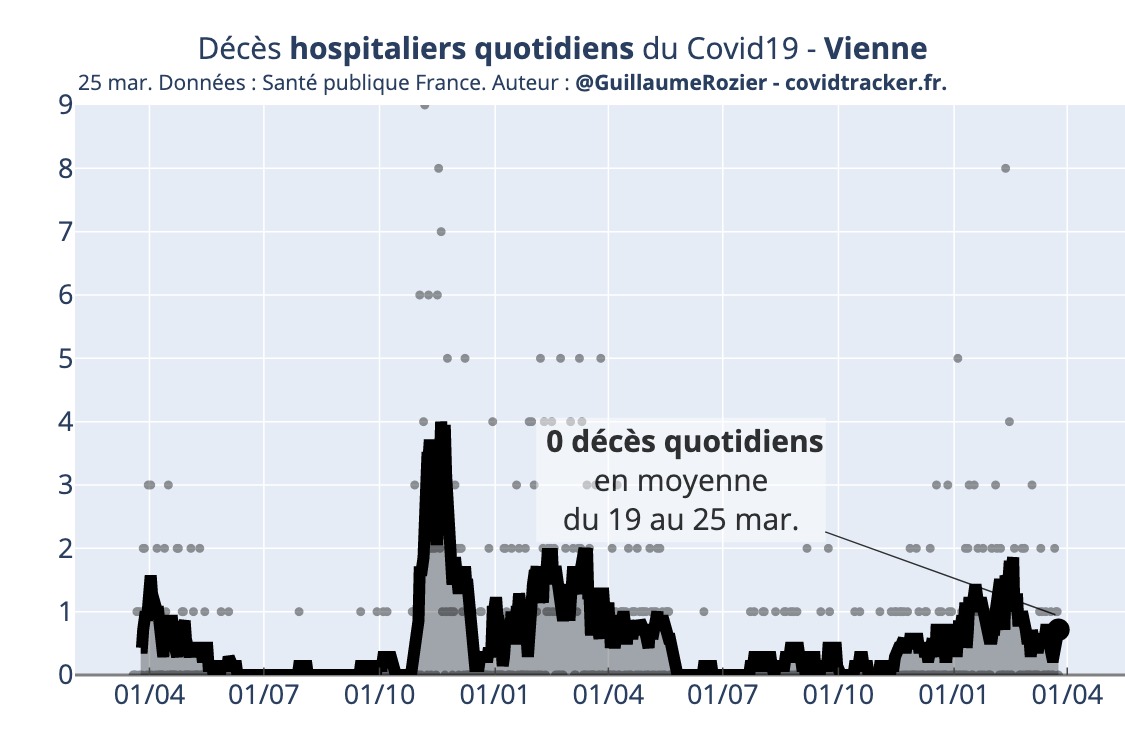 Décès hospitaliers quotidiens du Covid19 - Vienne
25 mar. Données : Santé publique France. Auteur : @GuillaumeRozier - covidtracker.fr.
9
8
7
6
5
4
3
2
1
0
0 décès quotidiens
en moyenne
du 19 au 25 mar.
01/04 01/07 01/10 01/01 01/04 01/07 01/10 01/01 01/04